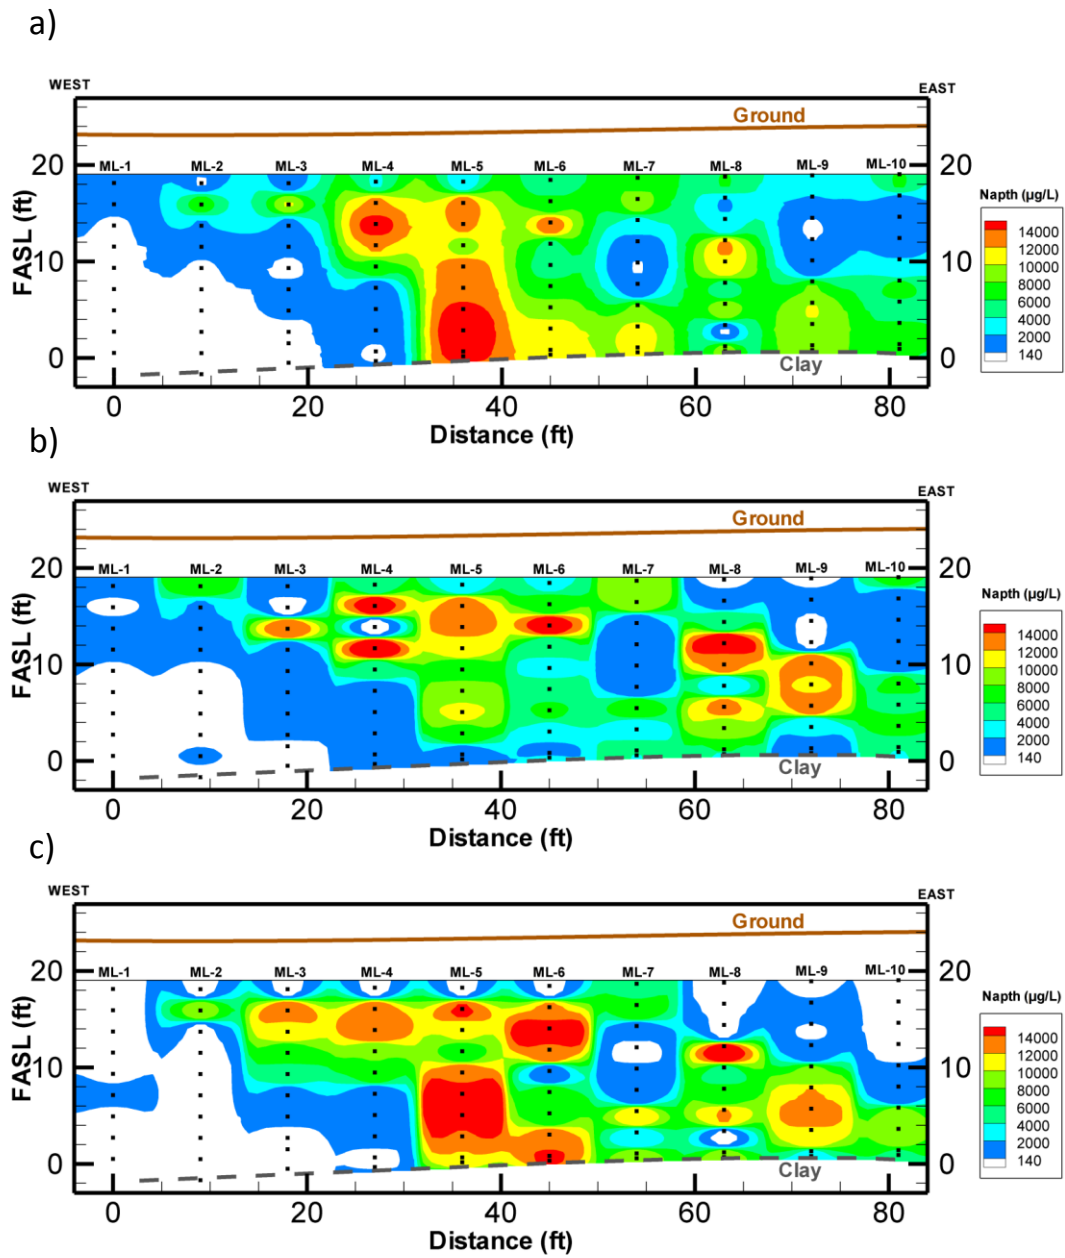 a)
WEST
EAST
Ground
20 ML-1 ML-2 ML-3 ML-4 ML-5 ML-6 ML-7 ML-8 ML-9 ML-10 20
Napth (µg/L)
14000
12000
10000
8000
6000
4000
2000
140
FASL (ft)
10 10
0 0
Clay
0 20 40 60 80
Distance (ft)
b)
WEST
EAST
Ground
20 ML-1 ML-2 ML-3 ML-4 ML-5 ML-6 ML-7 ML-8 ML-9 ML-10 20
Napth (µg/L)
14000
12000
10000
8000
6000
4000
2000
140
FASL (ft)
10 10
0 0
Clay
0 20 40 60 80
Distance (ft)
c)
WEST
EAST
Ground
20 ML-1 ML-2 ML-3 ML-4 ML-5 ML-6 ML-7 ML-8 ML-9 ML-10 20
Napth (µg/L)
14000
12000
10000
8000
6000
4000
2000
140
FASL (ft)
10 10
0 0
Clay
0 20 40 60 80
Distance (ft)